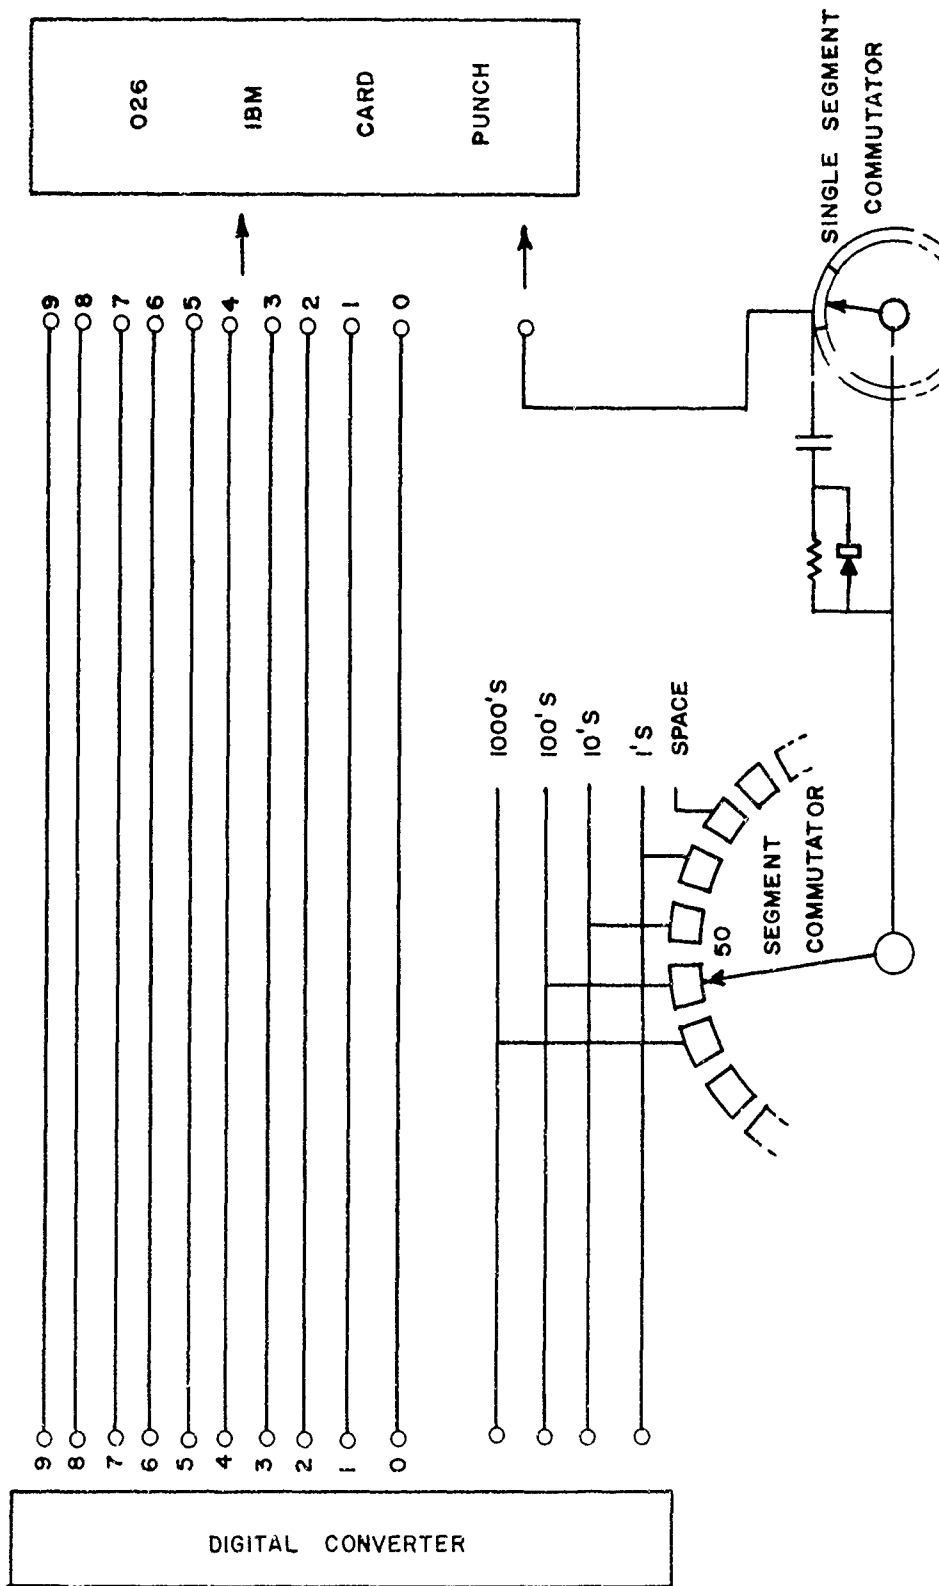 026
IBM
CARD
PUNCH
SINGLE SEGMENT
COMMUTATOR
9
8
7
6
5
4
3
2
1
0
1000'S
100'S
10'S
1'S
SPACE
50
SEGMENT
COMMUTATOR
9
8
7
6
5
4
3
2
1
0
DIGITAL CONVERTER